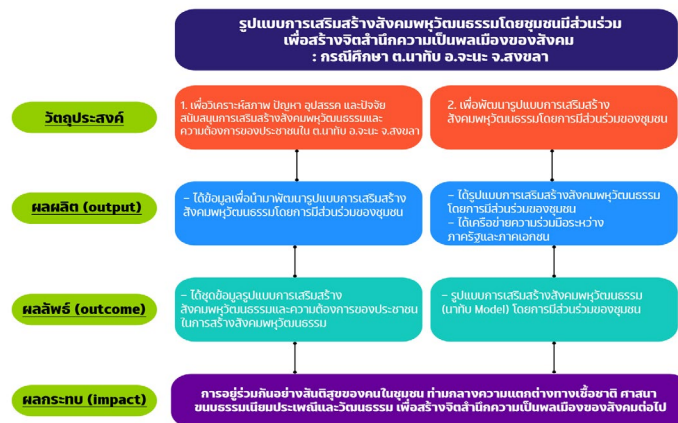 รูปแบบการเสริมสร้างสังคมพหุวัฒนธรรมโดยชุมชนมีส่วนร่วม
เพื่อสร้างจิตสำนึกความเป็นพลเมืองของสังคม
: กรณีศึกษา ต.นาทับ อ.จะนะ จ.สงขลา
วัตถุประสงค์
1. เพื่อวิเคราะห์สภาพ ปัญหา อุปสรรค และปัจจัย
สนับสนุนการเสริมสร้างสังคมพหุวัฒนธรรมและ
ความต้องการของประชาชนใน ต.นาทับ อ.จะนะ จ.สงขลา
2. เพื่อพัฒนารูปแบบการเสริมสร้าง
สังคมพหุวัฒนธรรมโดยการมีส่วนร่วมของชุมชน
ผลผลิต (output)
– ได้ข้อมูลเพื่อนำมาพัฒนารูปแบบการเสริมสร้าง
สังคมพหุวัฒนธรรมโดยการมีส่วนร่วมของชุมชน
– ได้รูปแบบการเสริมสร้างสังคมพหุวัฒนธรรม
โดยการมีส่วนร่วมของชุมชน
– ได้เครือข่ายความร่วมมือระหว่าง
ภาครัฐและภาคเอกชน
ผลลัพธ์ (outcome)
– ได้ชุดข้อมูลรูปแบบการเสริมสร้าง
สังคมพหุวัฒนธรรมและความต้องการของประชาชน
ในการสร้างสังคมพหุวัฒนธรรม
– รูปแบบการเสริมสร้างสังคมพหุวัฒนธรรม
(นาทับ Model) โดยการมีส่วนร่วมของชุมชน
ผลกระทบ (impact)
การอยู่ร่วมกันอย่างสันติสุขของคนในชุมชน ท่ามกลางความแตกต่างทางเชื้อชาติ ศาสนา
ขนบธรรมเนียมประเพณีและวัฒนธรรม เพื่อสร้างจิตสำนึกความเป็นพลเมืองของสังคมต่อไป